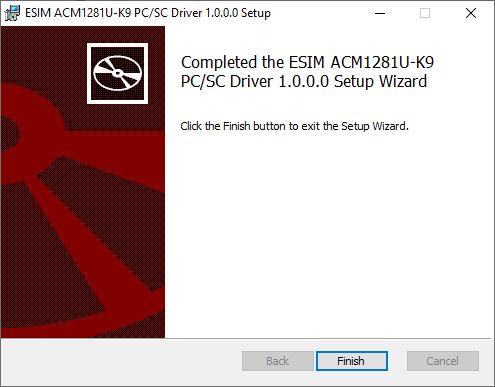 ESIM ACM1281U-K9 PC/SC Driver 1.0.0.0 Setup
Completed the ESIM ACM1281U-K9
PC/SC Driver 1.0.0.0 Setup Wizard
Click the Finish button to exit the Setup Wizard.
Back
Finish
Cancel